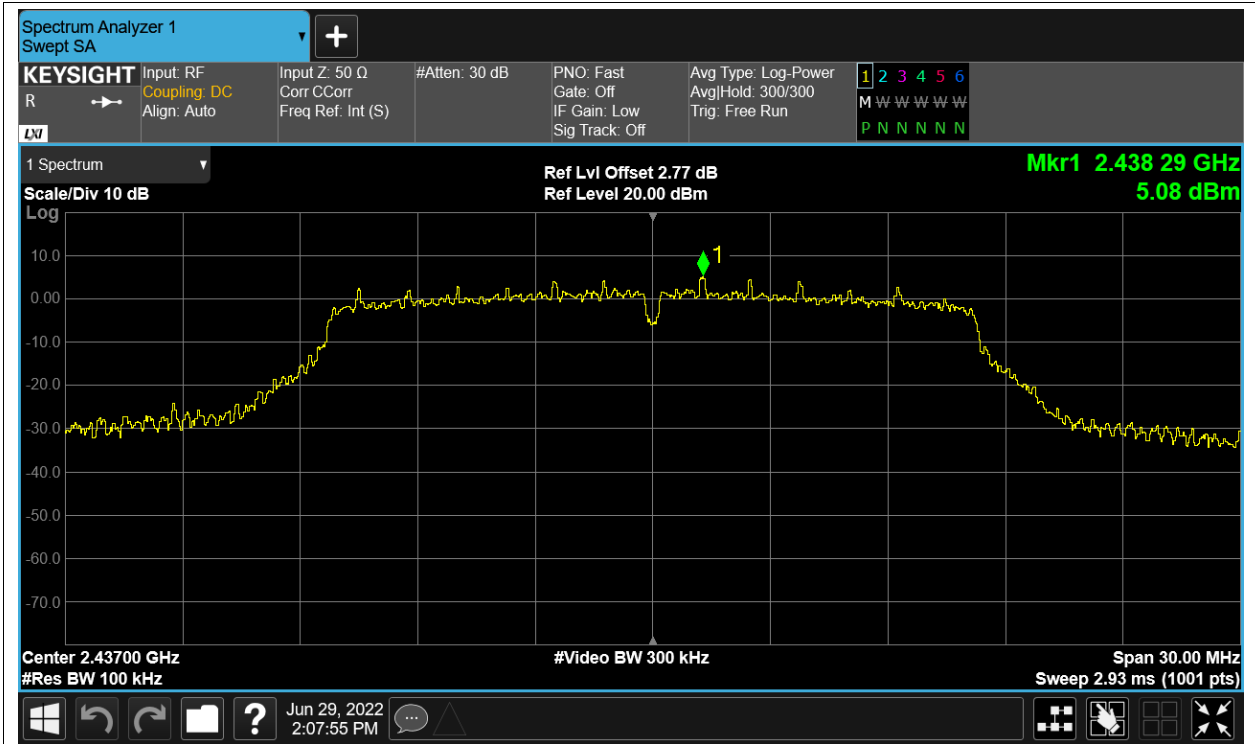 Spectrum Analyzer 1
Swept SA
KEYSIGHT
R
LXI
Input: RF
Coupling: DC
Align: Auto
Input Z: 50 Ω
Corr CCorr
Freq Ref: Int (S)
#Atten: 30 dB
PNO: Fast
Gate: Off
IF Gain: Low
Sig Track: Off
Avg Type: Log-Power
Avg|Hold: 300/300
Trig: Free Run
1 2 3 4 5 6
M W W W W W
P N N N N N
1 Spectrum
Scale/Div 10 dB
Log
Ref Lvl Offset 2.77 dB
Ref Level 20.00 dBm
Mkr1 2.438 29 GHz
5.08 dBm
1
10.0
0.00
-10.0
-20.0
-30.0
-40.0
-50.0
-60.0
-70.0
Center 2.43700 GHz
#Video BW 300 kHz
Span 30.00 MHz
#Res BW 100 kHz
Sweep 2.93 ms (1001 pts)
?
Jun 29, 2022
2:07:55 PM